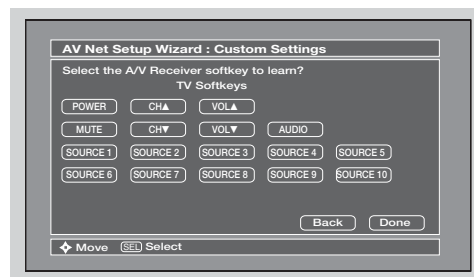 AV Net Setup Wizard : Custom Settings
Select the A/V Receiver softkey to learn?
TV Softkeys
POWER CH▲ VOL▲
MUTE CH▼ VOL▼ AUDIO
SOURCE 1 SOURCE 2 SOURCE 3 SOURCE 4 SOURCE 5
SOURCE 6 SOURCE 7 SOURCE 8 SOURCE 9 SOURCE 10
Back Done
Move SEL Select